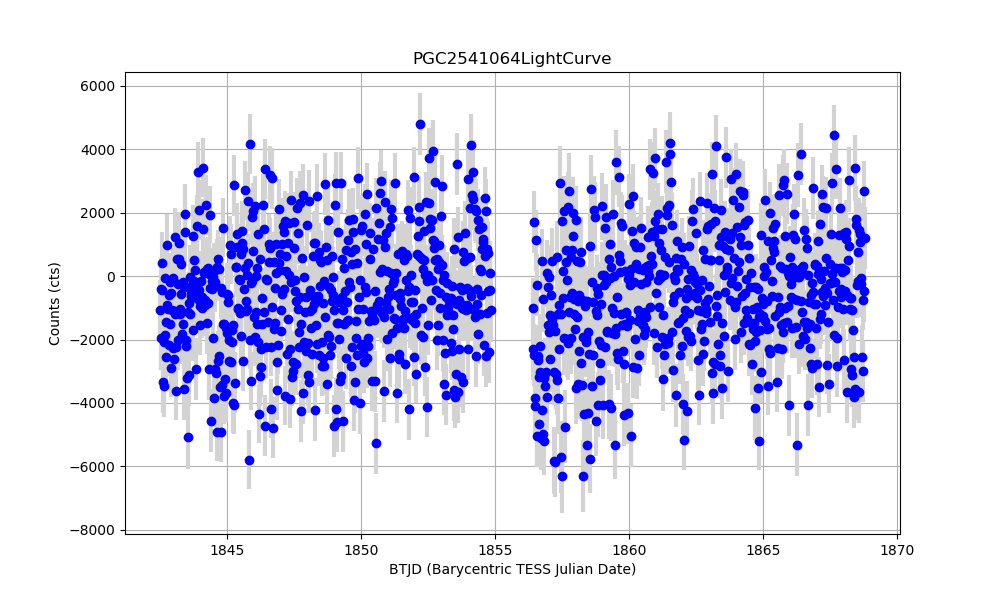 PGC2541064LightCurve
6000
4000
2000
0
−2000
−4000
−6000
−8000
Counts (cts)
1845 1850 1855 1860 1865 1870
BTJD (Barycentric TESS Julian Date)